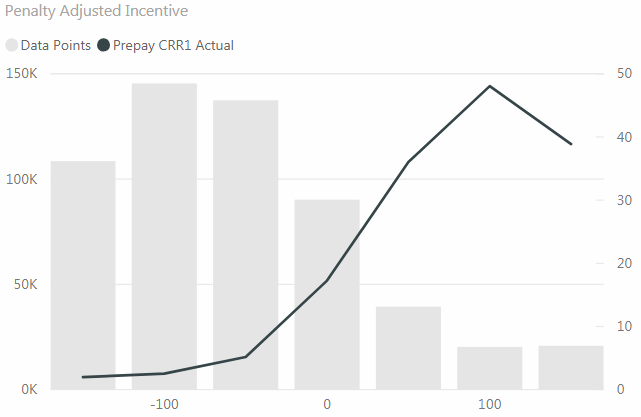 Penalty Adjusted Incentive
Data Points Prepay CRR1 Actual
150K 50
40
100K
30
20
50K
10
0K 0
-100 0 100